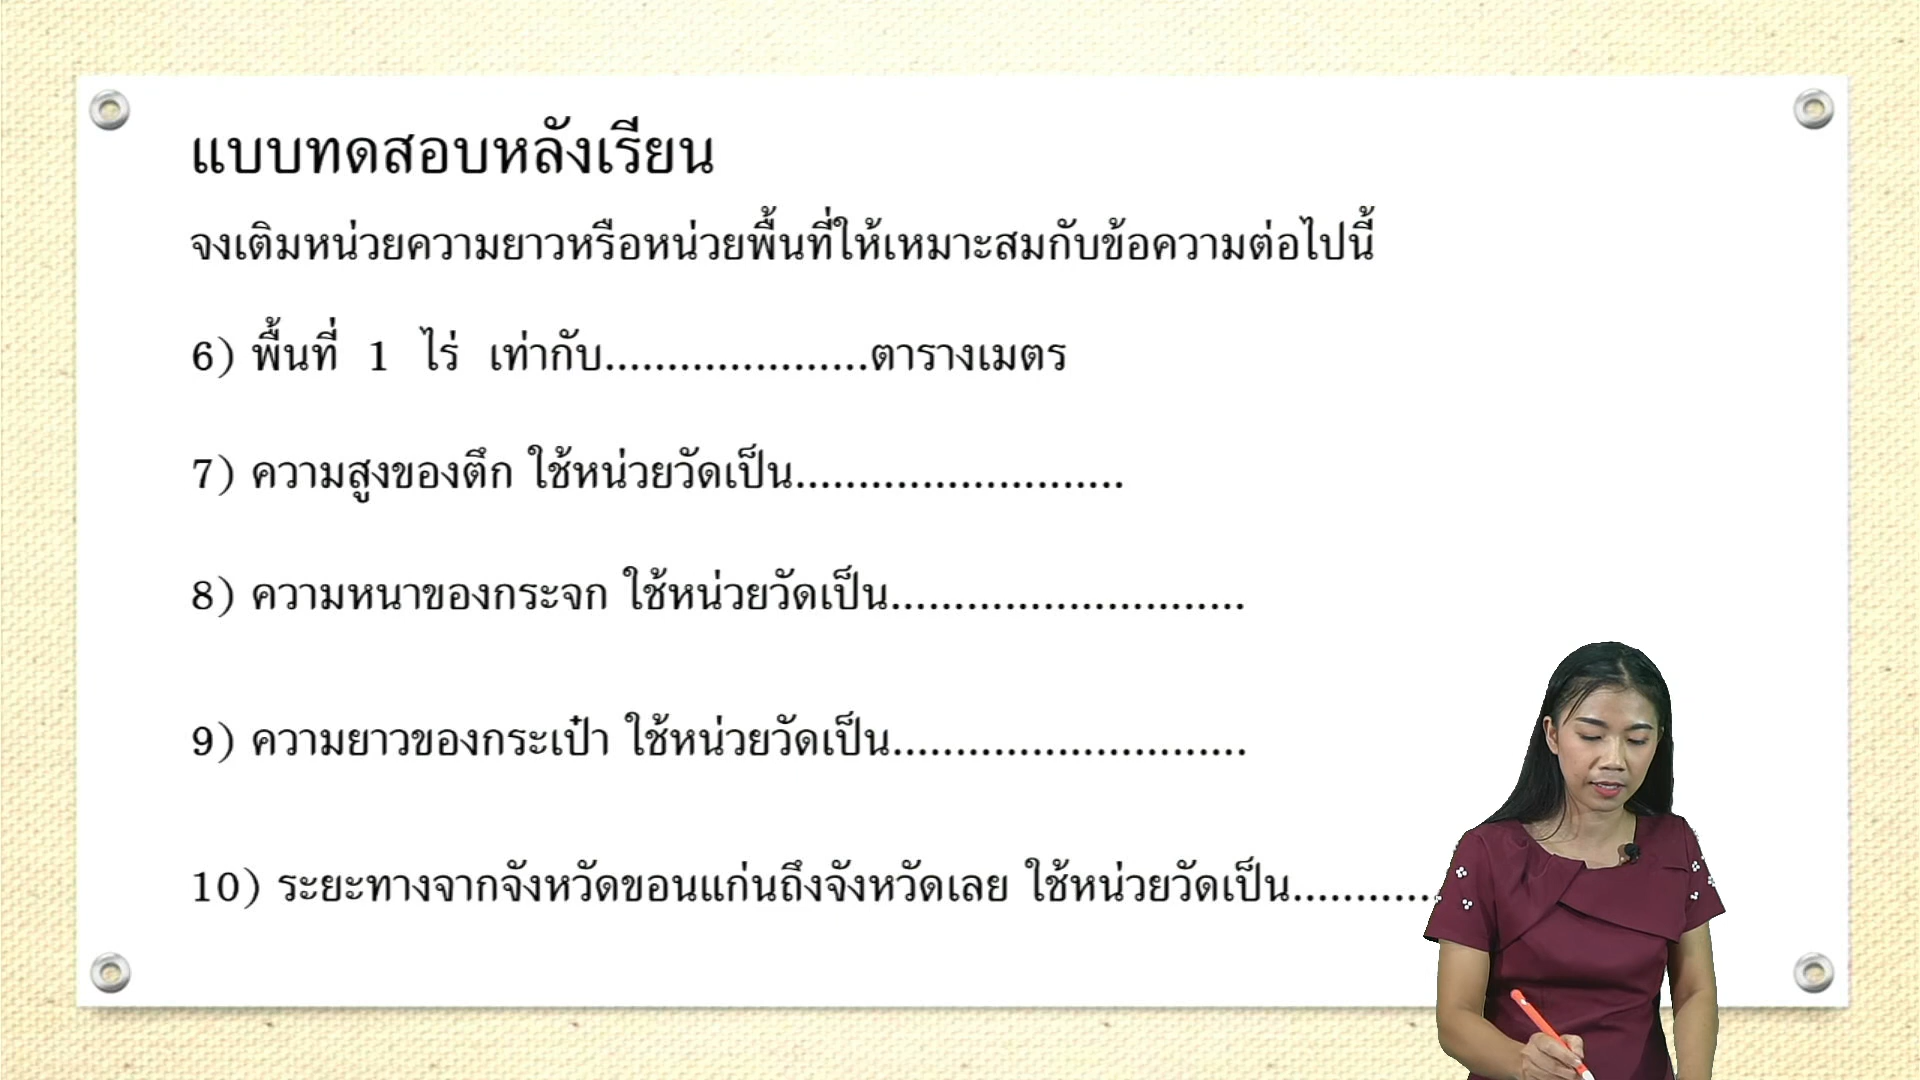 แบบทดสอบหลังเรียน
จงเติมหน่วยความยาวหรือหน่วยพื้นที่ให้เหมาะสมกับข้อความต่อไปนี้
6) พื้นที่ 1 ไร่ เท่ากับ.....................ตารางเมตร
7) ความสูงของตึก ใช้หน่วยวัดเป็น..........................
8) ความหนาของกระจก ใช้หน่วยวัดเป็น............................
9) ความยาวของกระเป๋า ใช้หน่วยวัดเป็น............................
10) ระยะทางจากจังหวัดขอนแก่นถึงจังหวัดเลย ใช้หน่วยวัดเป็น............